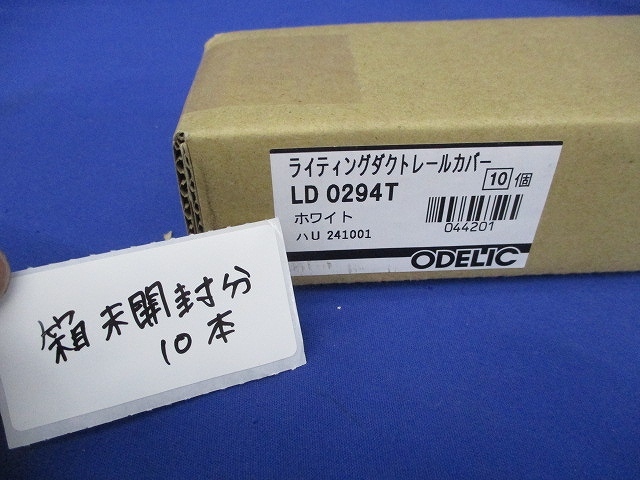 ライティングダクトレールカバー
LD 0294T
10個
ホワイト
ハU 241001
044201
ODELIC
箱未開封分
10本